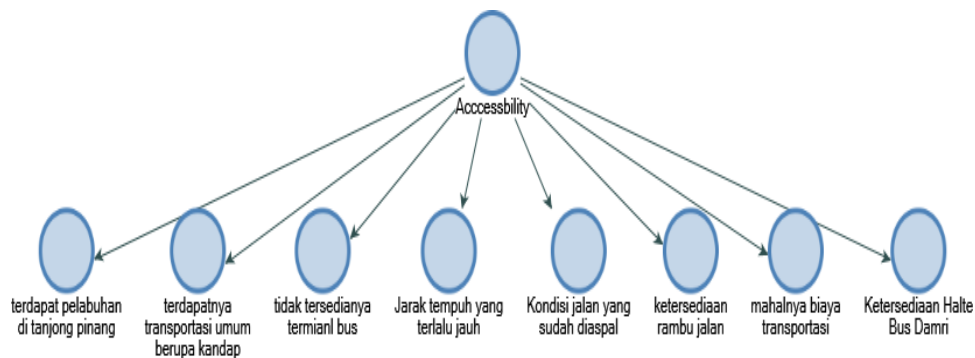 Acccessbility
terdapat pelabuhan
di tanjong pinang
terdapatnya
transportasi umum
berupa kandap
tidak tersedianya
termianl bus
Jarak tempuh yang
terlalu jauh
Kondisi jalan yang
sudah diaspal
ketersediaan
rambu jalan
mahalnya biaya
transportasi
Ketersediaan Halte
Bus Damri